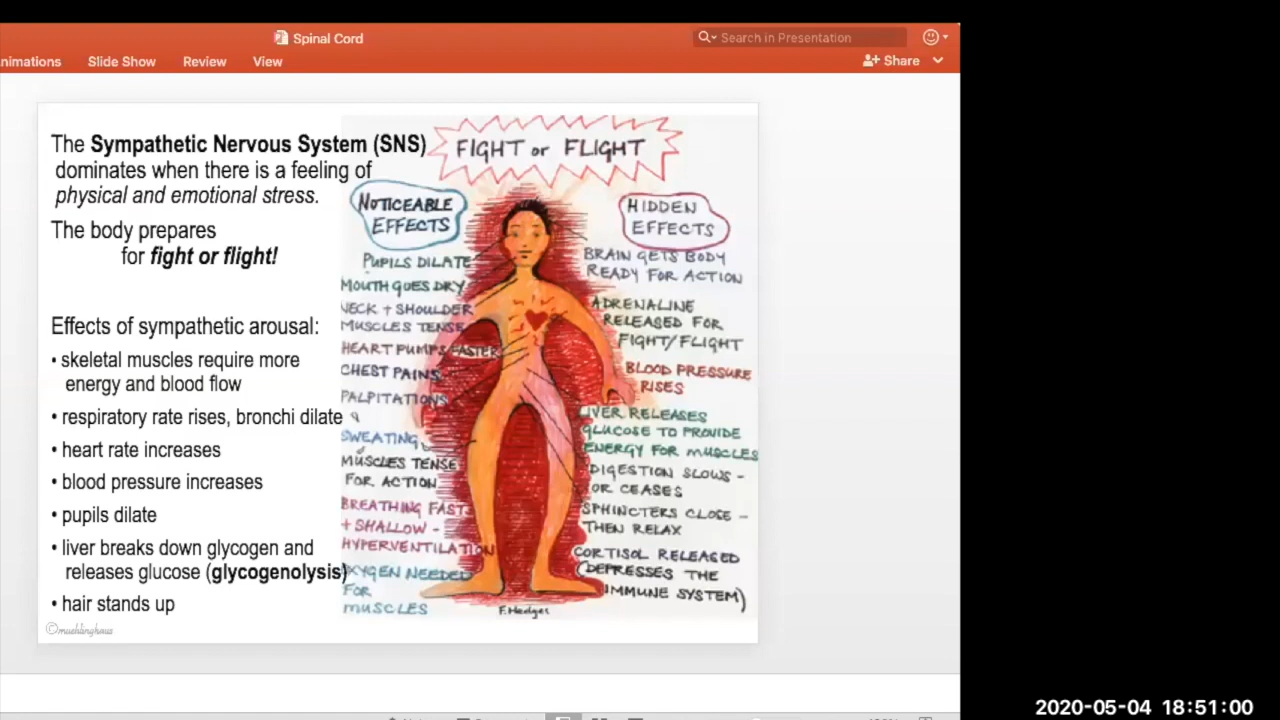 Spinal Cord
Search in Presentation
nimations
Slide Show
Review
View
Share
The Sympathetic Nervous System (SNS)
dominates when there is a feeling of
physical and emotional stress.
The body prepares
for fight or flight!
Effects of sympathetic arousal:
• skeletal muscles require more
energy and blood flow
• respiratory rate rises, bronchi dilate
• heart rate increases
• blood pressure increases
• pupils dilate
• liver breaks down glycogen and
releases glucose (glycogenolysis)
• hair stands up
©muehlinghaus
FIGHT or FLIGHT
NOTICEABLE
EFFECTS
PUPILS DILATE
MOUTH GOES DRY
NECK + SHOULDER
MUSCLES TENSE
HEART PUMPS FASTER
CHEST PAINS
PALPITATIONS
SWEATING
MUSCLES TENSE
FOR ACTION
BREATHING FAST
+ SHALLOW -
HYPERVENTILATION
OXYGEN NEEDED
FOR
MUSCLES
HIDDEN
EFFECTS
BRAIN GETS BODY
READY FOR ACTION
ADRENALINE
RELEASED FOR
FIGHT/FLIGHT
BLOOD PRESSURE
RISES
LIVER RELEASES
GLUCOSE TO PROVIDE
ENERGY FOR MUSCLES
DIGESTION SLOWS -
OR CEASES
SPHINCTERS CLOSE -
THEN RELAX
CORTISOL RELEASED
(DEPRESSES THE
IMMUNE SYSTEM)
F. Hedges
2020-05-04 18:51:00